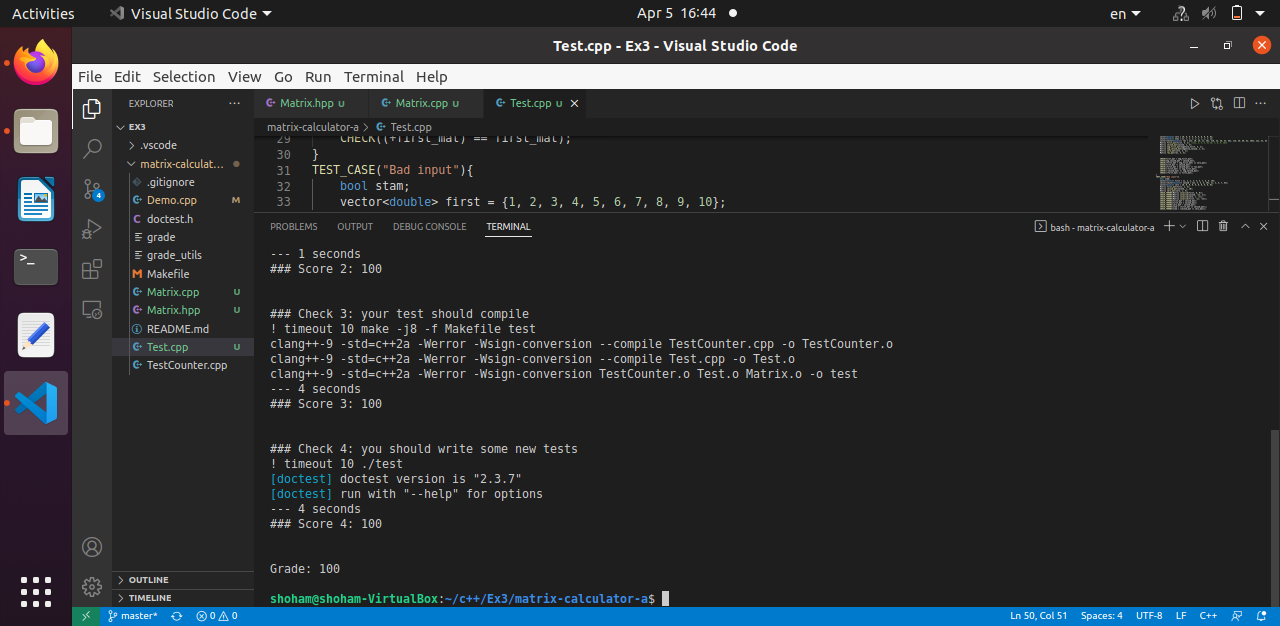 Activities
Visual Studio Code
Apr 5 16:44
en
Test.cpp - Ex3 - Visual Studio Code
File Edit Selection View Go Run Terminal Help
EXPLORER
EX3
.vscode
matrix-calculat...
.gitignore
Demo.cpp M
doctest.h
grade
grade_utils
Makefile
Matrix.cpp U
Matrix.hpp U
README.md
Test.cpp U
TestCounter.cpp
OUTLINE
TIMELINE
4
Matrix.hpp U
Matrix.cpp U
Test.cpp U
matrix-calculator-a > Test.cpp
29 CHECK((+first_mat) == first_mat);
30 }
31 TEST_CASE("Bad input"){
32 bool stam;
33 vector<double> first = {1, 2, 3, 4, 5, 6, 7, 8, 9, 10};
PROBLEMS OUTPUT DEBUG CONSOLE TERMINAL
bash - matrix-calculator-a
--- 1 seconds
### Score 2: 100
### Check 3: your test should compile
! timeout 10 make -j8 -f Makefile test
clang++-9 -std=c++2a -Werror -Wsign-conversion --compile TestCounter.cpp -o TestCounter.o
clang++-9 -std=c++2a -Werror -Wsign-conversion --compile Test.cpp -o Test.o
clang++-9 -std=c++2a -Werror -Wsign-conversion TestCounter.o Test.o Matrix.o -o test
--- 4 seconds
### Score 3: 100
### Check 4: you should write some new tests
! timeout 10 ./test
[doctest] doctest version is "2.3.7"
[doctest] run with "--help" for options
--- 4 seconds
### Score 4: 100
Grade: 100
shoham@shoham-VirtualBox:~/c++/Ex3/matrix-calculator-a$
master* 0 0
Ln 50, Col 51 Spaces: 4 UTF-8 LF C++